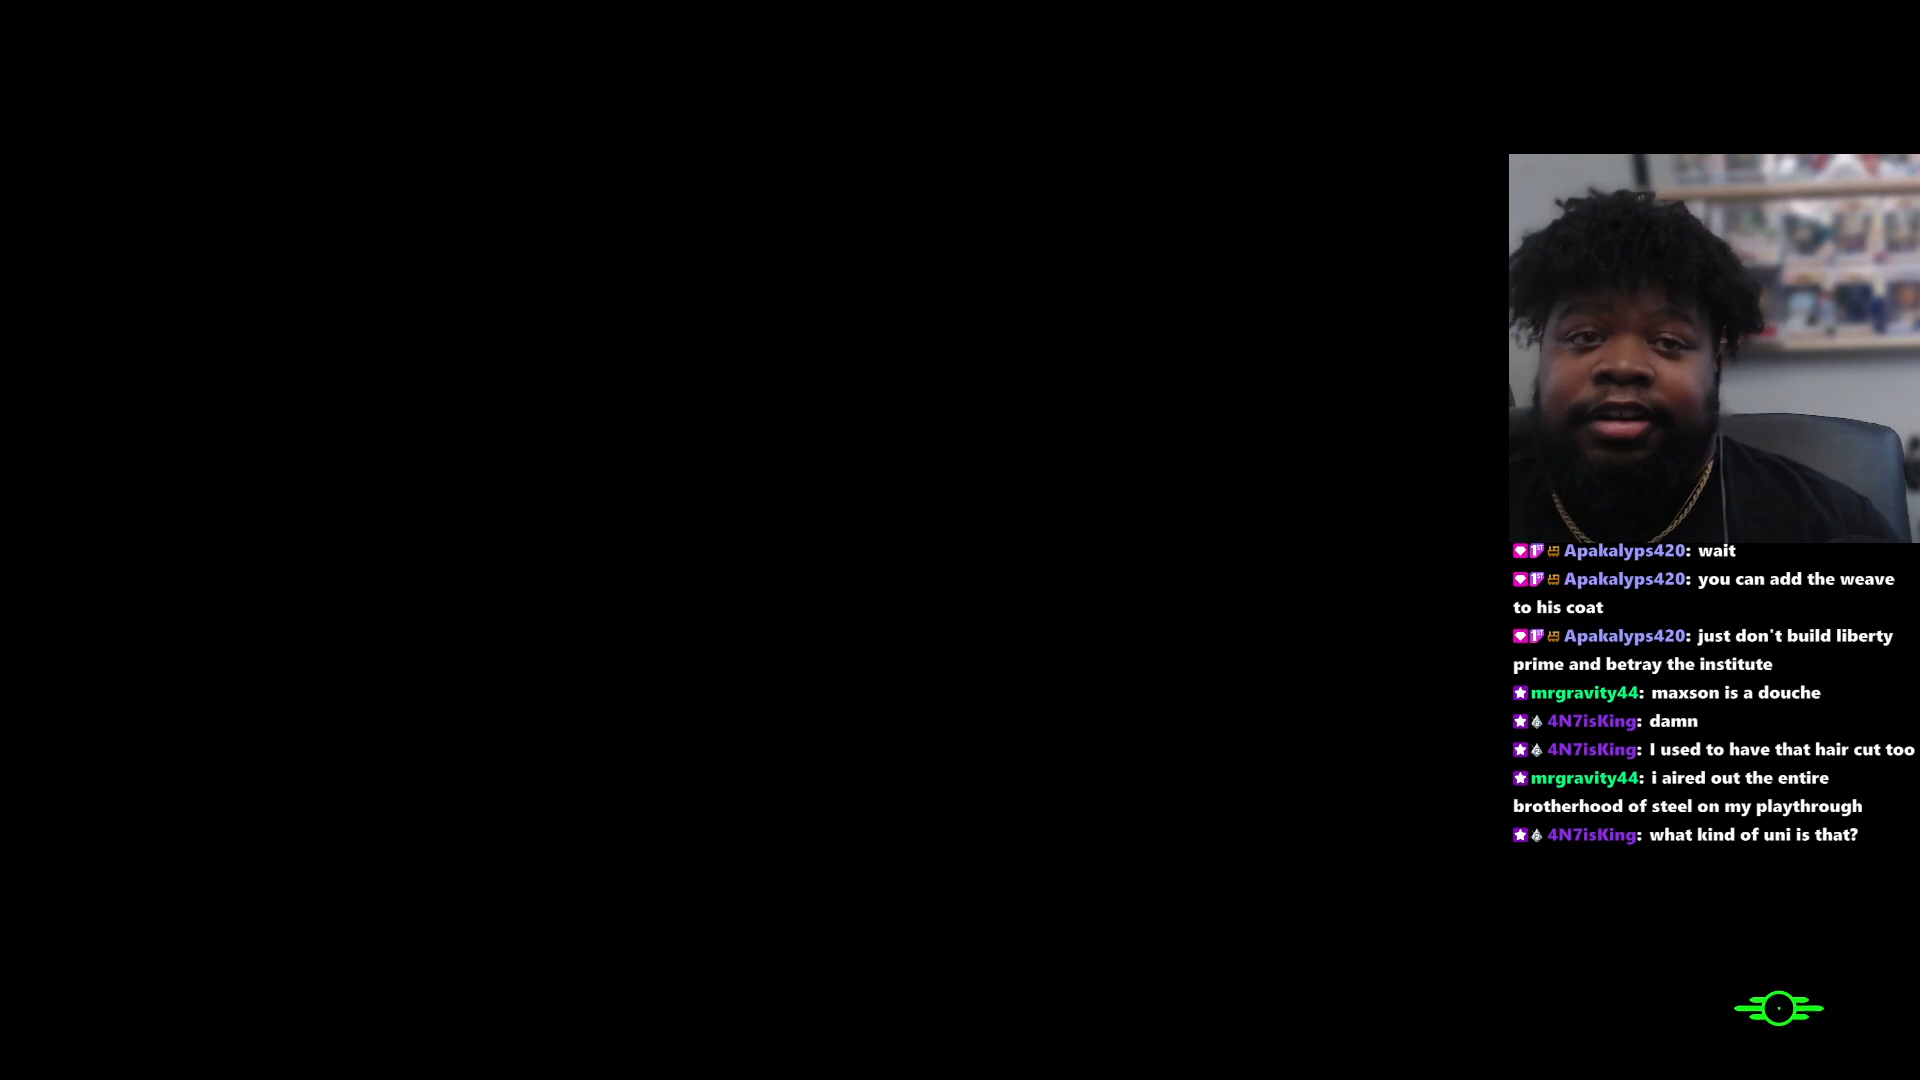 Apakalyps420: wait
Apakalyps420: you can add the weave
to his coat
Apakalyps420: just don't build liberty
prime and betray the institute
mrgravity44: maxson is a douche
4N7isKing: damn
4N7isKing: I used to have that hair cut too
mrgravity44: i aired out the entire
brotherhood of steel on my playthrough
4N7isKing: what kind of uni is that?